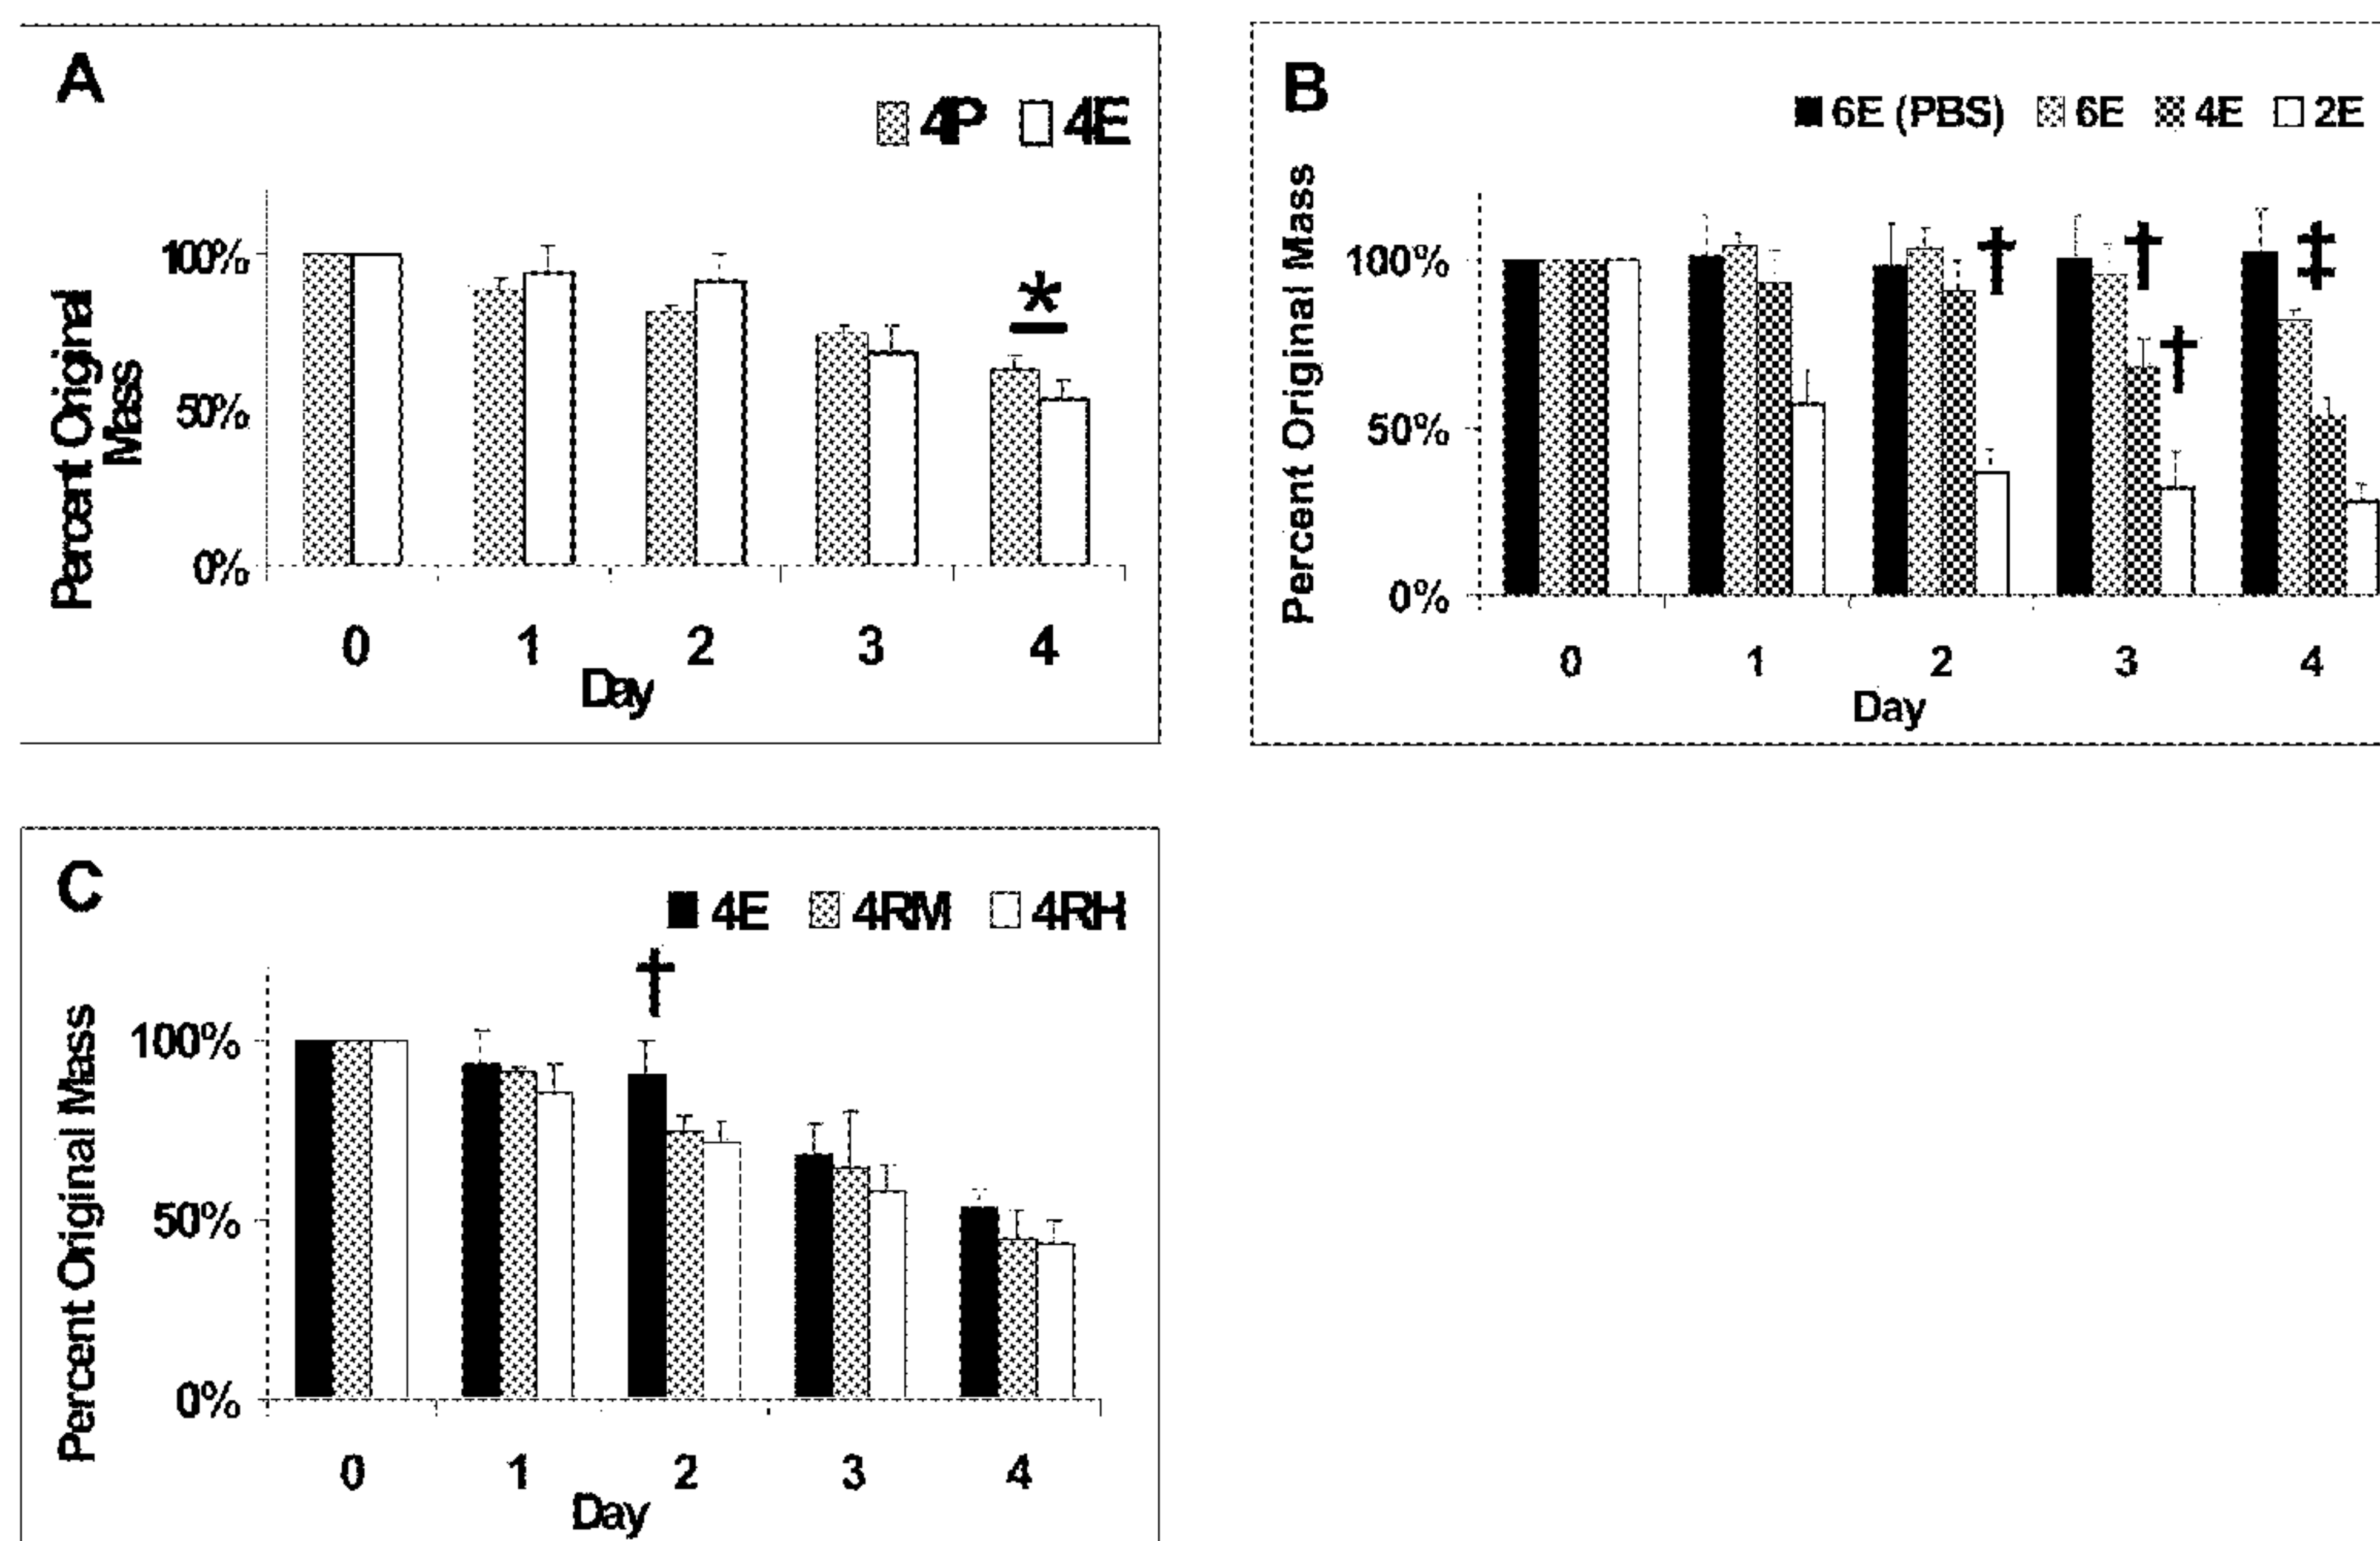 A
4P 4E
Percent Original
Mass
100%
50%
0%
*
0 1 2 3 4
Day
B
6E (PBS) 6E 4E 2E
Percent Original Mass
100%
50%
0%
† † ‡
†
0 1 2 3 4
Day
C
4E 4RM 4RH
†
Percent Original Mass
100%
50%
0%
0 1 2 3 4
Day